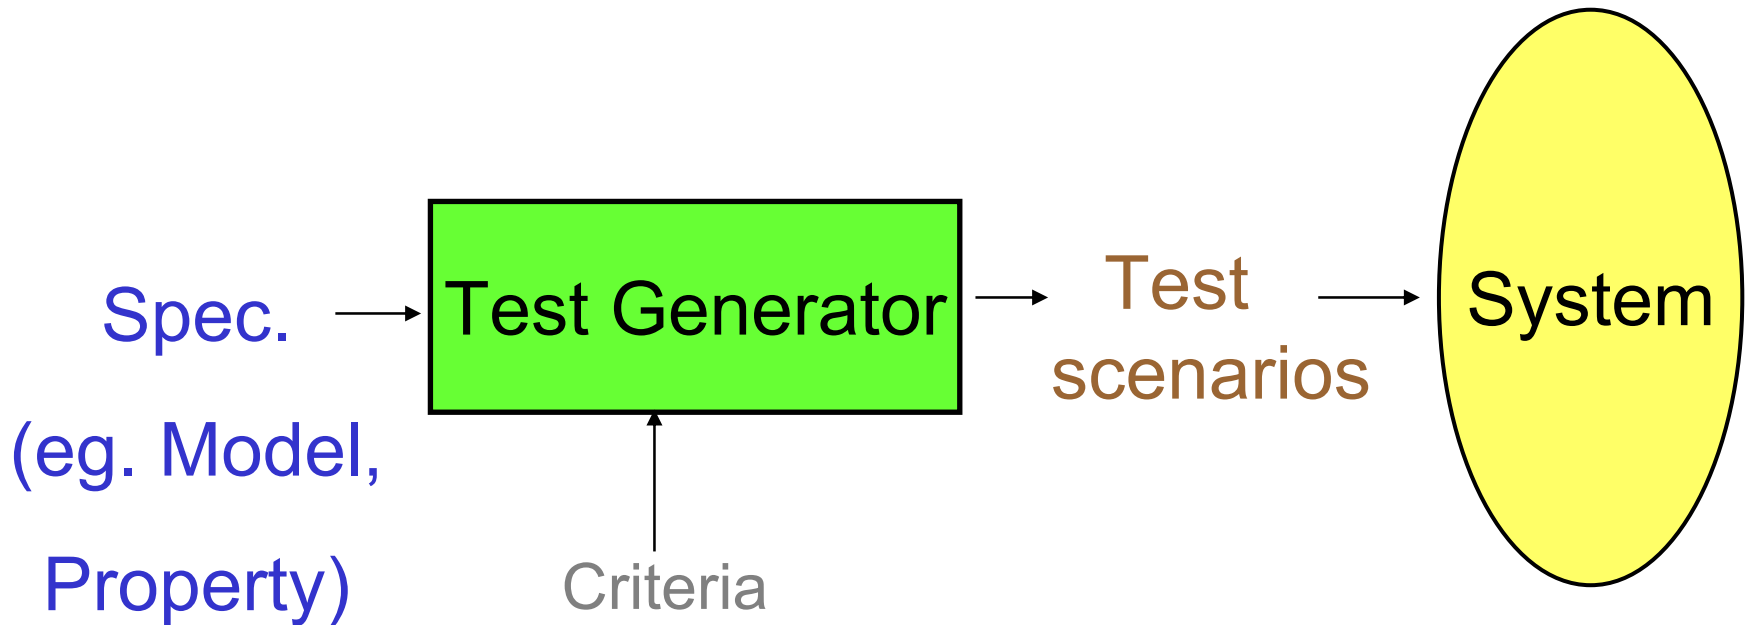 Spec.
(eg. Model,
Property)
Test Generator
Criteria
Test
scenarios
System